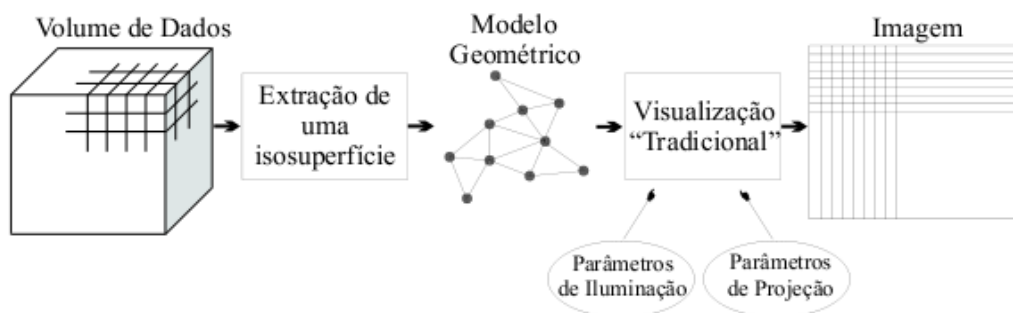 Volume de Dados
Extração de
uma
isosuperfície
Modelo
Geométrico
Visualização
“Tradicional”
Imagem
Parâmetros
de Iluminação
Parâmetros
de Projeção